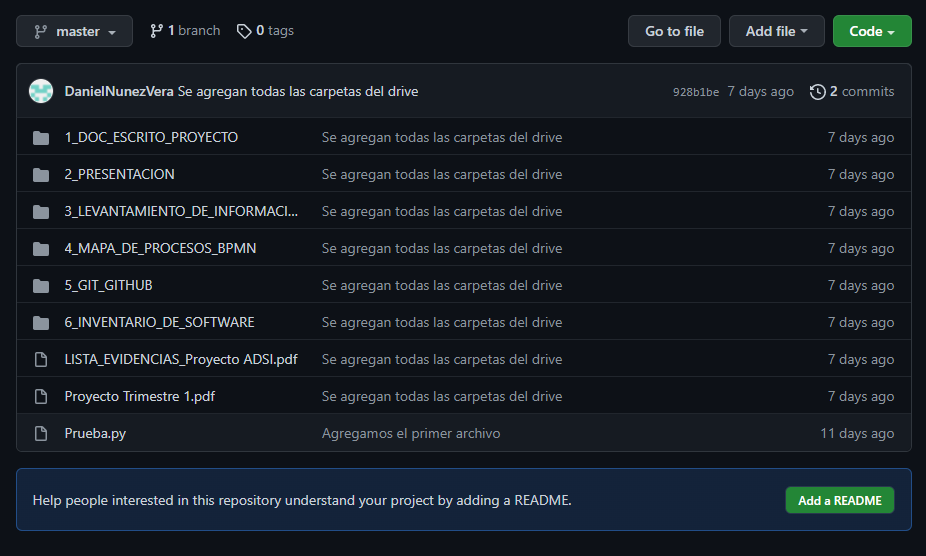 master 1 branch 0 tags Go to file Add file Code
DanielNunezVera Se agregan todas las carpetas del drive 928b1be 7 days ago 2 commits
1_DOC_ESCRITO_PROYECTO Se agregan todas las carpetas del drive 7 days ago
2_PRESENTACION Se agregan todas las carpetas del drive 7 days ago
3_LEVANTAMIENTO_DE_INFORMACI... Se agregan todas las carpetas del drive 7 days ago
4_MAPA_DE_PROCESOS_BPMN Se agregan todas las carpetas del drive 7 days ago
5_GIT_GITHUB Se agregan todas las carpetas del drive 7 days ago
6_INVENTARIO_DE_SOFTWARE Se agregan todas las carpetas del drive 7 days ago
LISTA_EVIDENCIAS_Proyecto ADSI.pdf Se agregan todas las carpetas del drive 7 days ago
Proyecto Trimestre 1.pdf Se agregan todas las carpetas del drive 7 days ago
Prueba.py Agregamos el primer archivo 11 days ago
Help people interested in this repository understand your project by adding a README. Add a README